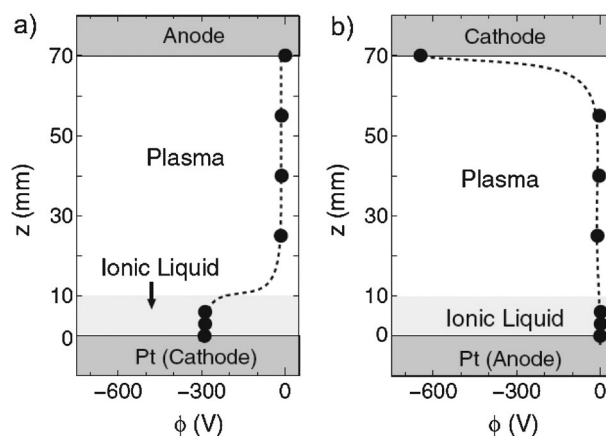 a)
Anode
70
50
30
10
0
z (mm)
Plasma
Ionic Liquid
Pt (Cathode)
−600
−300
0
ϕ (V)
b)
Cathode
70
50
30
10
0
z (mm)
Plasma
Ionic Liquid
Pt (Anode)
−600
−300
0
ϕ (V)